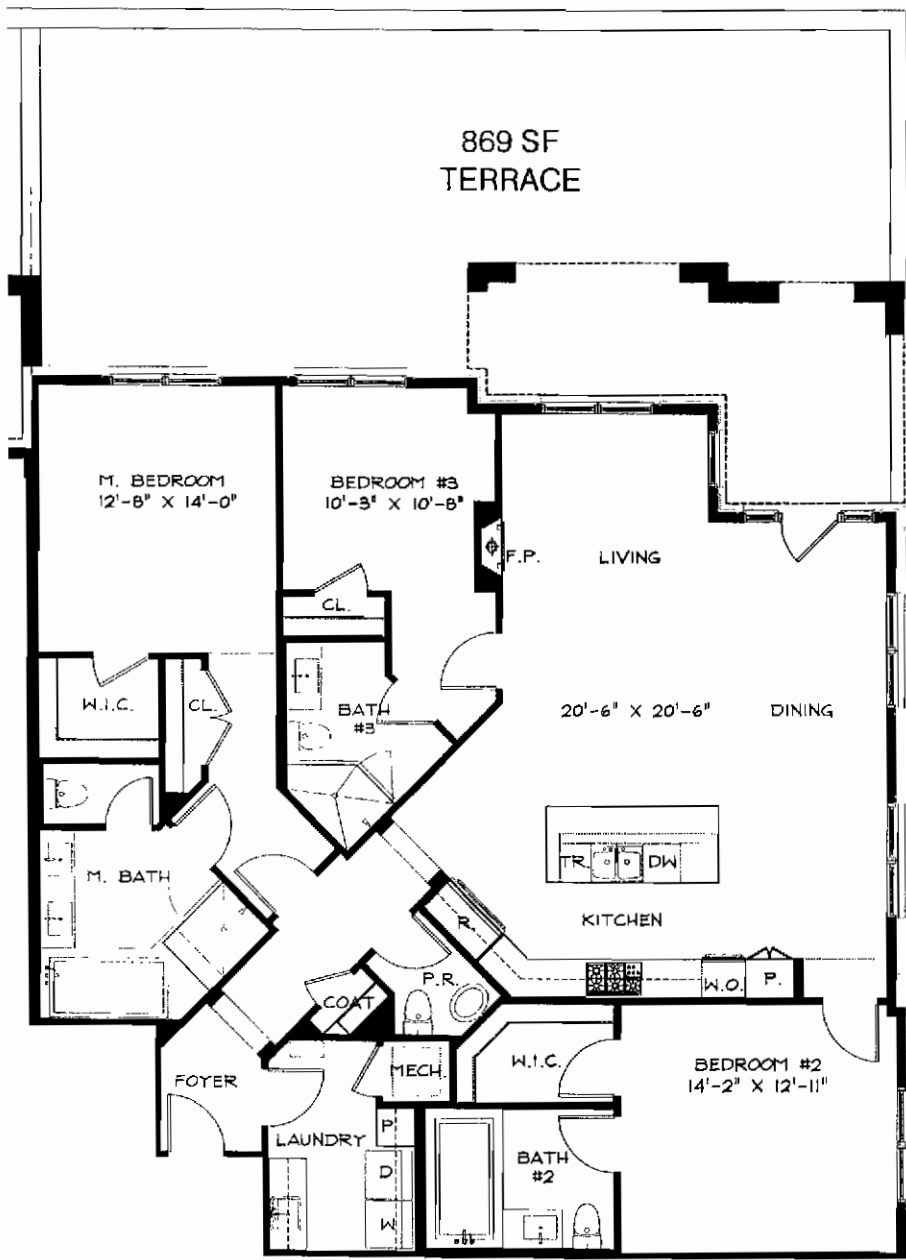 869 SF
TERRACE
M. BEDROOM
12'-8" X 14'-0"
BEDROOM #3
10'-3" X 10'-8"
F.P.
LIVING
CL.
W.I.C.
CL.
BATH
#3
20'-6" X 20'-6"
DINING
M. BATH
TR.
DW
KITCHEN
R.
P.R.
W.O.
P.
COAT
FOYER
MECH.
W.I.C.
BEDROOM #2
14'-2" X 12'-11"
LAUNDRY
P
D
W
BATH
#2